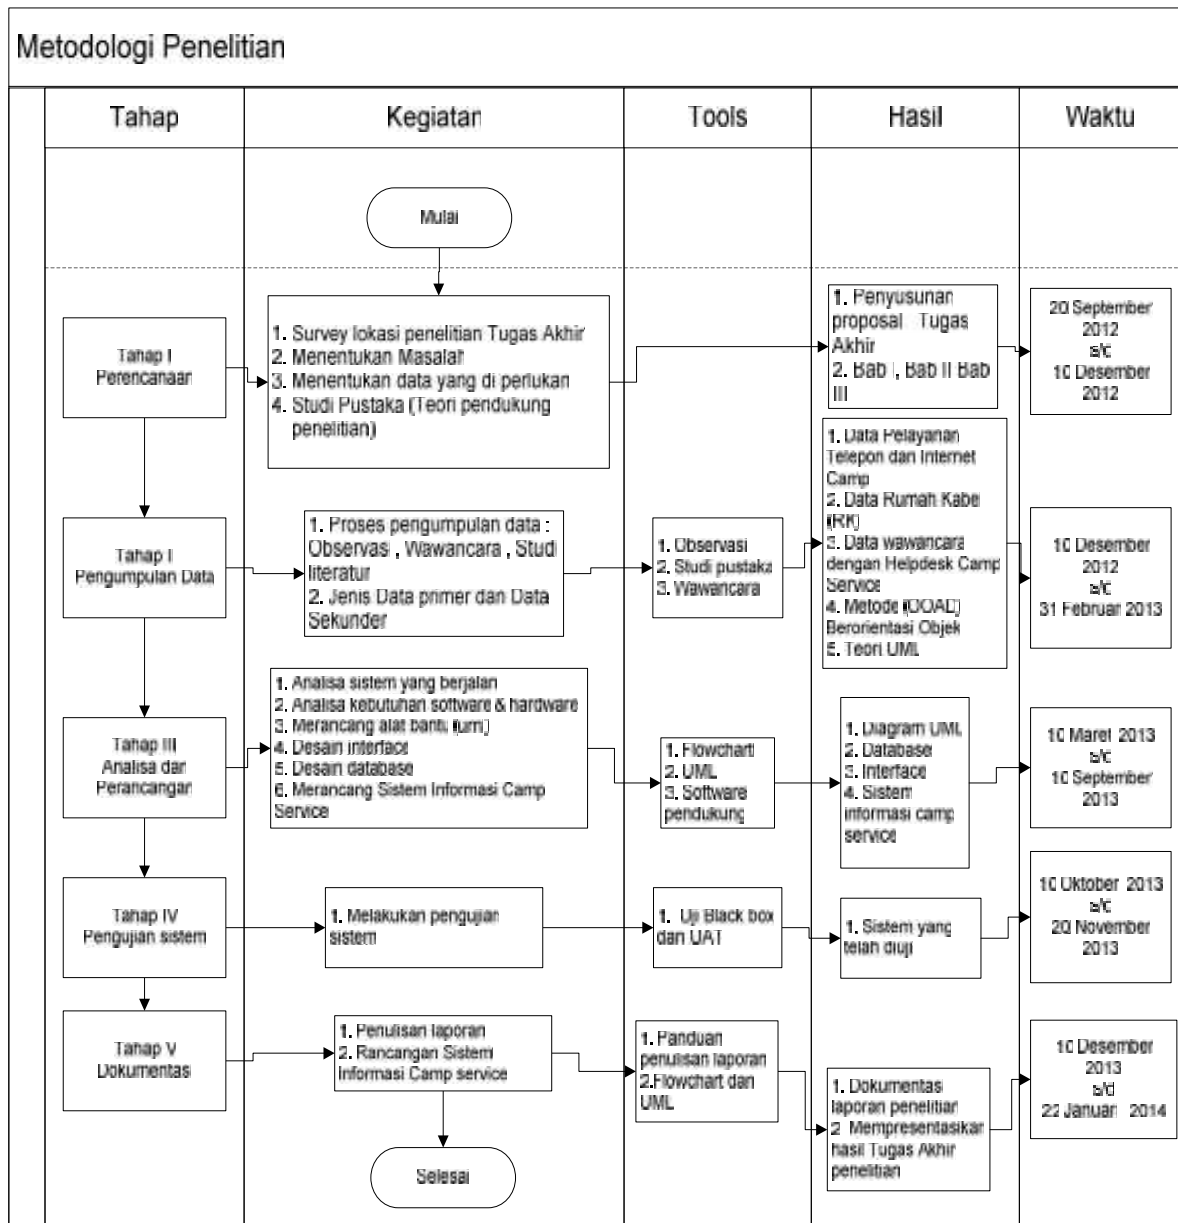 Metodologi Penelitian
Tahap
Kegiatan
Tools
Hasil
Waktu
Mulai
Tahap I
Perencanaan
1. Survey lokasi penelitian Tugas Akhir
2. Menentukan Masalah
3. Menentukan data yang di perlukan
4. Studi Pustaka (Teori pendukung
penelitian)
1. Penyusunan
proposal Tugas
Akhir
2. Bab I, Bab II Bab
III
20 September
2012
s/d
10 Desember
2012
Tahap I
Pengumpulan Data
1. Proses pengumpulan data :
Observasi , Wawancara , Studi
literatur
2. Jenis Data primer dan Data
Sekunder
1. Observasi
2. Studi pustaka
3. Wawancara
1. Data Pelayanan
Telepon dan Internet
Camp
2. Data Rumah Kabel
(RK)
3. Data wawancara
dengan Helpdesk Camp
Service
4. Metode (OOAD)
Berorientasi Objek
5. Teori UML
10 Desember
2012
s/d
31 Februari 2013
Tahap III
Analisa dan
Perancangan
1. Analisa sistem yang berjalan
2. Analisa kebutuhan software & hardware
3. Merancang alat bantu (uml)
4. Desain interface
5. Desain database
6. Merancang Sistem Informasi Camp
Service
1. Flowchart
2. UML
3. Software
pendukung
1. Diagram UML
2. Database
3. Interface
4. Sistem
informasi camp
service
10 Maret 2013
s/d
10 September
2013
Tahap IV
Pengujian sistem
1. Melakukan pengujian
sistem
1. Uji Black box
dan UAT
1. Sistem yang
telah diuji
10 Oktober 2013
s/d
20 November
2013
Tahap V
Dokumentas
1. Penulisan laporan
2. Rancangan Sistem
Informasi Camp service
1. Panduan
penulisan laporan
2.Flowchart dan
UML
1. Dokumentas
laporan penelitian
2 Mempresentasikan
hasil Tugas Akhir
penelitian
10 Desember
2013
s/d
22 Januari 2014
Selesai